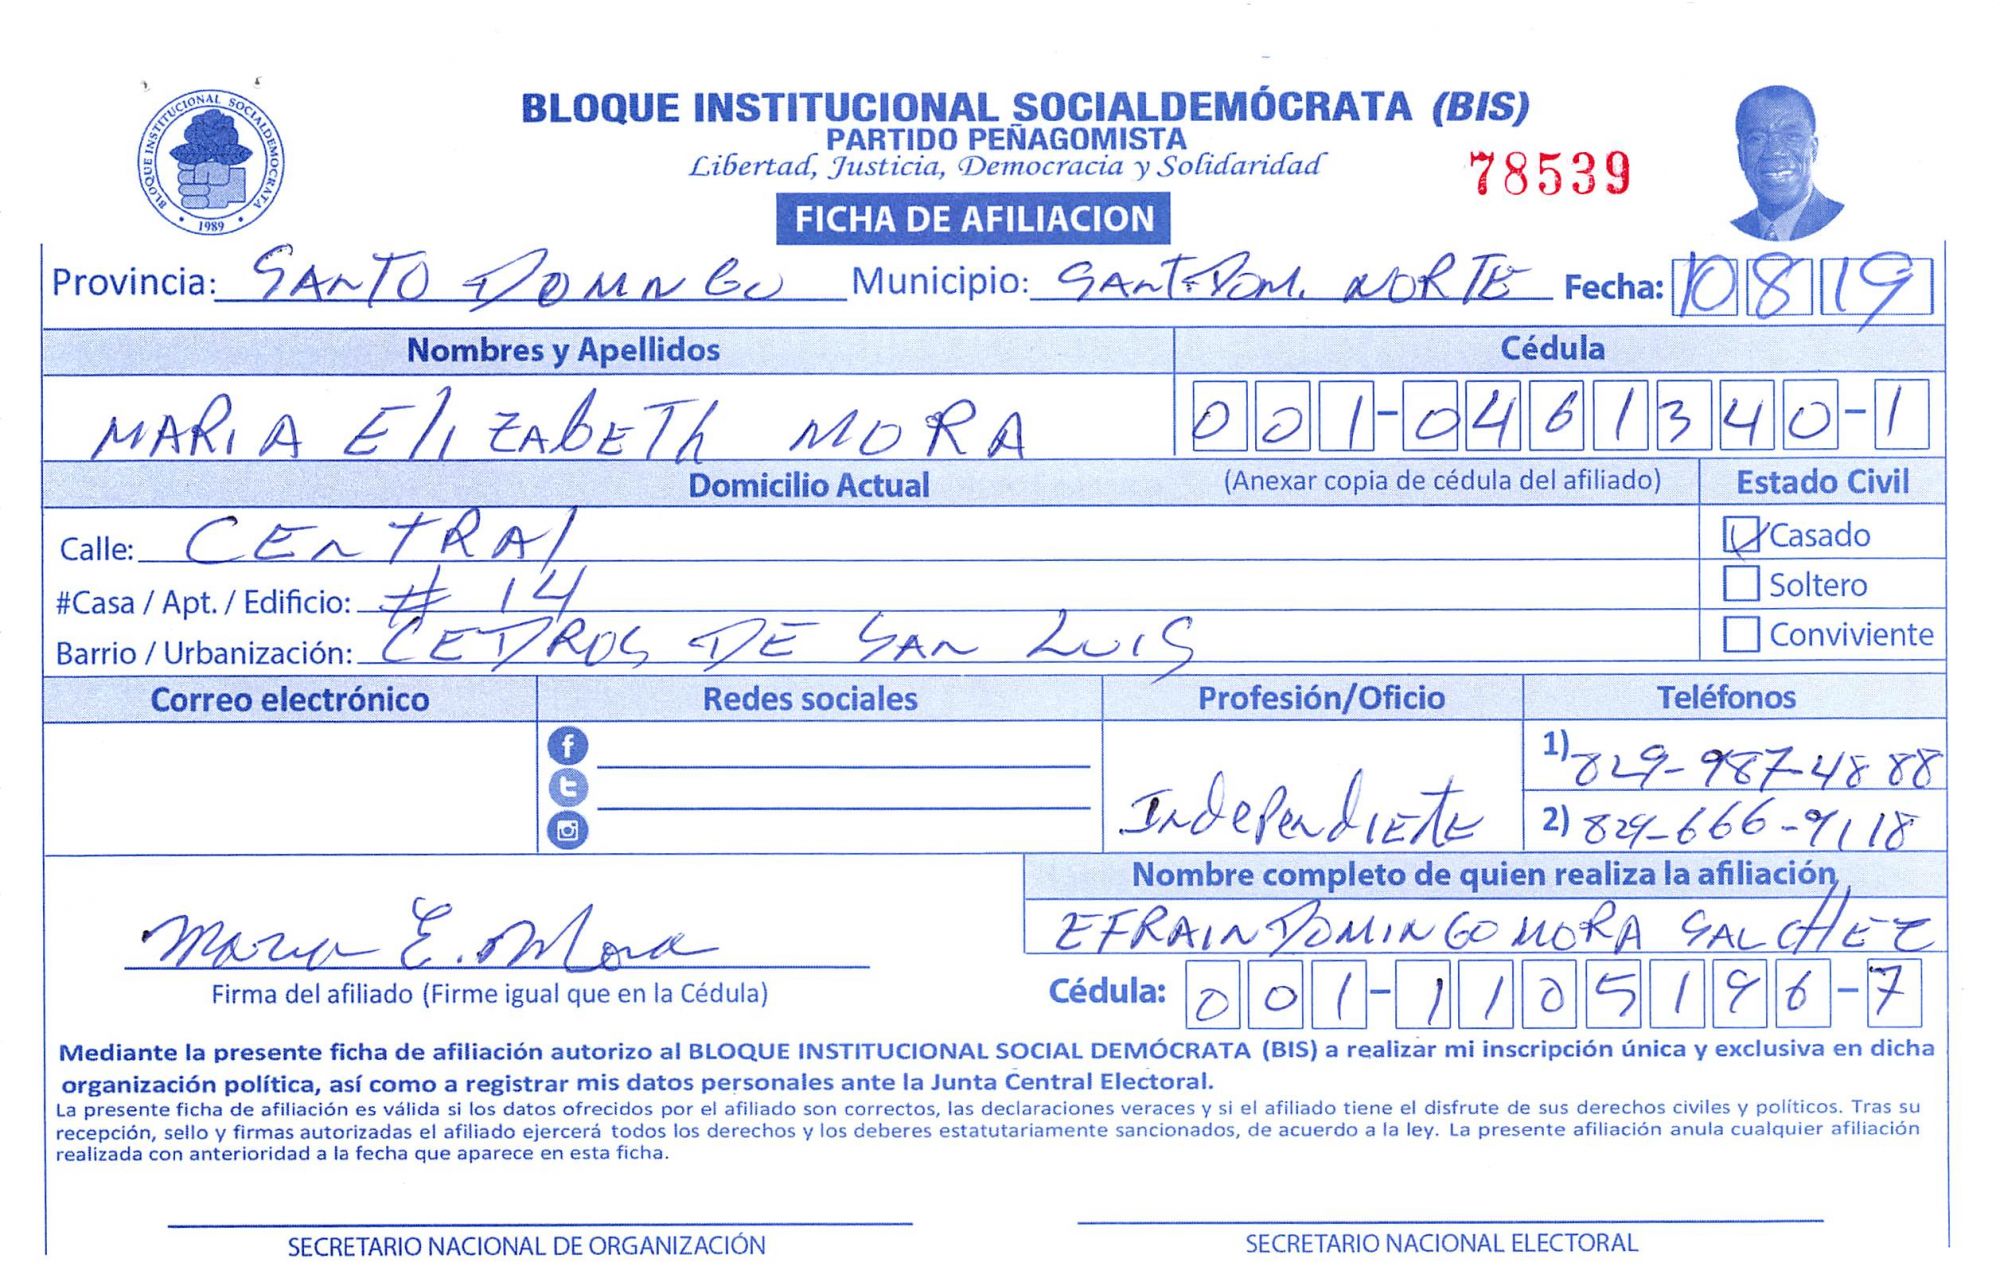 BLOQUE INSTITUCIONAL SOCIALDEMÓCRATA (BIS)
PARTIDO PEÑAGOMISTA
Libertad, Justicia, Democracia y Solidaridad
78539
BLOQUE INSTITUCIONAL SOCIALDEMOCRATA
1989
FICHA DE AFILIACION
Provincia: SANTO DOMNGO Municipio: SANT. DOM. NORTE Fecha: 10 8 19
Nombres y Apellidos Cédula
MARIA ElIZAbETh MORA 001-0461340-1
Domicilio Actual (Anexar copia de cédula del afiliado) Estado Civil
Calle: CENTRAl Casado
#Casa / Apt. / Edificio: # 14 Soltero
Barrio / Urbanización: CEDROS DE SAN LUIS Conviviente
Correo electrónico Redes sociales Profesión/Oficio Teléfonos
1) 829-987-4888
IndePendIEnte 2) 829-666-9118
Nombre completo de quien realiza la afiliación
EFRAIN DOMINGO MORA SALCHEZ
Maria E. Mora
Firma del afiliado (Firme igual que en la Cédula) Cédula: 001-1105196-7
Mediante la presente ficha de afiliación autorizo al BLOQUE INSTITUCIONAL SOCIAL DEMÓCRATA (BIS) a realizar mi inscripción única y exclusiva en dicha
organización política, así como a registrar mis datos personales ante la Junta Central Electoral.
La presente ficha de afiliación es válida si los datos ofrecidos por el afiliado son correctos, las declaraciones veraces y si el afiliado tiene el disfrute de sus derechos civiles y políticos. Tras su
recepción, sello y firmas autorizadas el afiliado ejercerá todos los derechos y los deberes estatutariamente sancionados, de acuerdo a la ley. La presente afiliación anula cualquier afiliación
realizada con anterioridad a la fecha que aparece en esta ficha.
SECRETARIO NACIONAL DE ORGANIZACIÓN SECRETARIO NACIONAL ELECTORAL